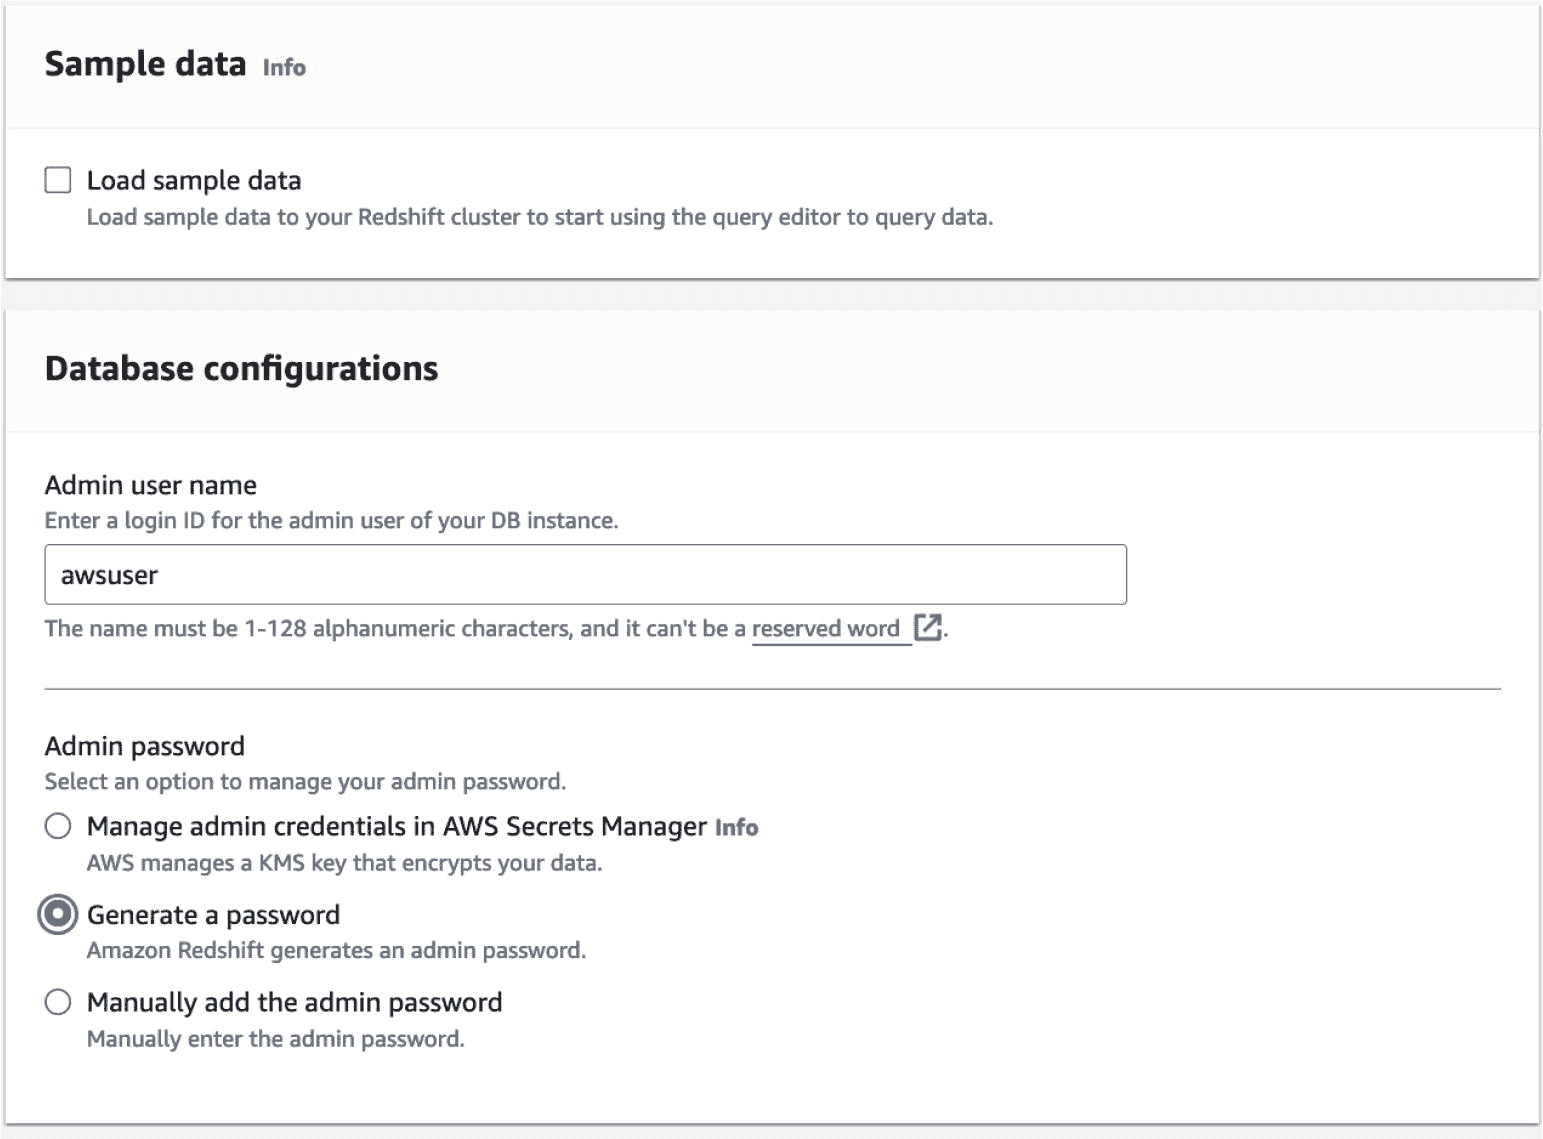 Sample data Info
Load sample data
Load sample data to your Redshift cluster to start using the query editor to query data.
Database configurations
Admin user name
Enter a login ID for the admin user of your DB instance.
awsuser
The name must be 1-128 alphanumeric characters, and it can't be a reserved word .
Admin password
Select an option to manage your admin password.
Manage admin credentials in AWS Secrets Manager Info
AWS manages a KMS key that encrypts your data.
Generate a password
Amazon Redshift generates an admin password.
Manually add the admin password
Manually enter the admin password.